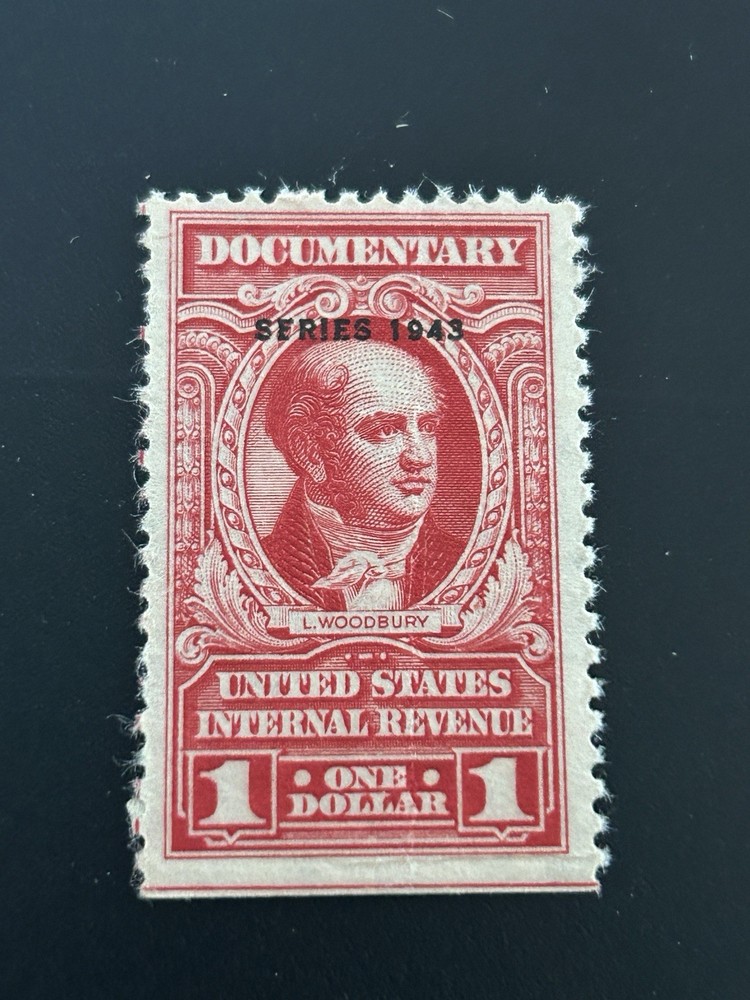 DOCUMENTARY
SERIES 1943
L.WOODBURY
UNITED STATES
INTERNAL REVENUE
1 • ONE • 1
DOLLAR